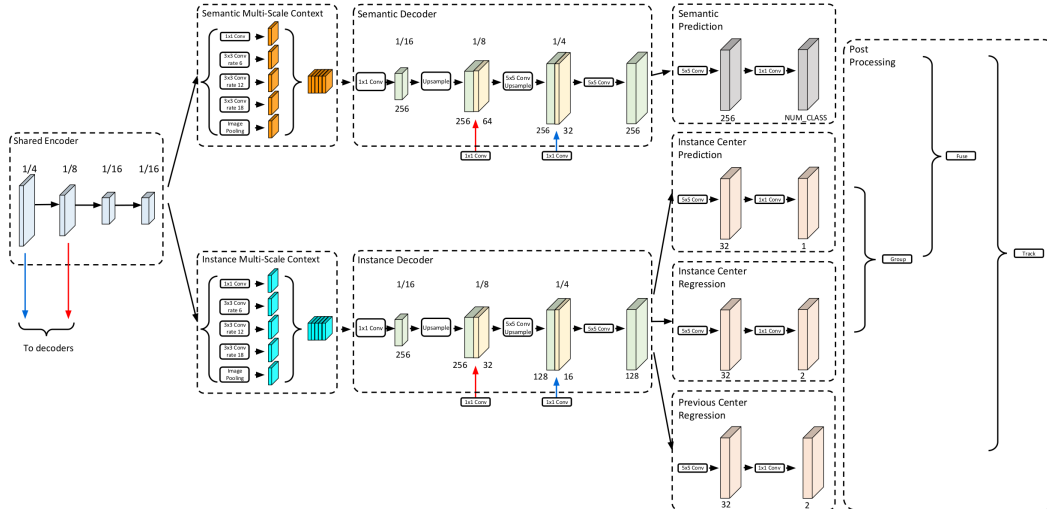 Shared Encoder
1/4
1/8
1/16
1/16
To decoders
Semantic Multi-Scale Context
1x1 Conv
3x3 Conv
rate 6
3x3 Conv
rate 12
3x3 Conv
rate 18
Image
Pooling
Semantic Decoder
1/16
1/8
1/4
1x1 Conv
256
Upsample
256
64
1x1 Conv
5x5 Conv
Upsample
256
32
1x1 Conv
5x5 Conv
256
Semantic
Prediction
5x5 Conv
256
1x1 Conv
NUM_CLASS
Instance Multi-Scale Context
1x1 Conv
3x3 Conv
rate 6
3x3 Conv
rate 12
3x3 Conv
rate 18
Image
Pooling
Instance Decoder
1/16
1/8
1/4
1x1 Conv
256
Upsample
256
32
1x1 Conv
5x5 Conv
Upsample
128
16
1x1 Conv
5x5 Conv
128
Instance Center
Prediction
5x5 Conv
32
1x1 Conv
1
Instance Center
Regression
5x5 Conv
32
1x1 Conv
2
Previous Center
Regression
5x5 Conv
32
1x1 Conv
2
Post
Processing
Group
Fuse
Track